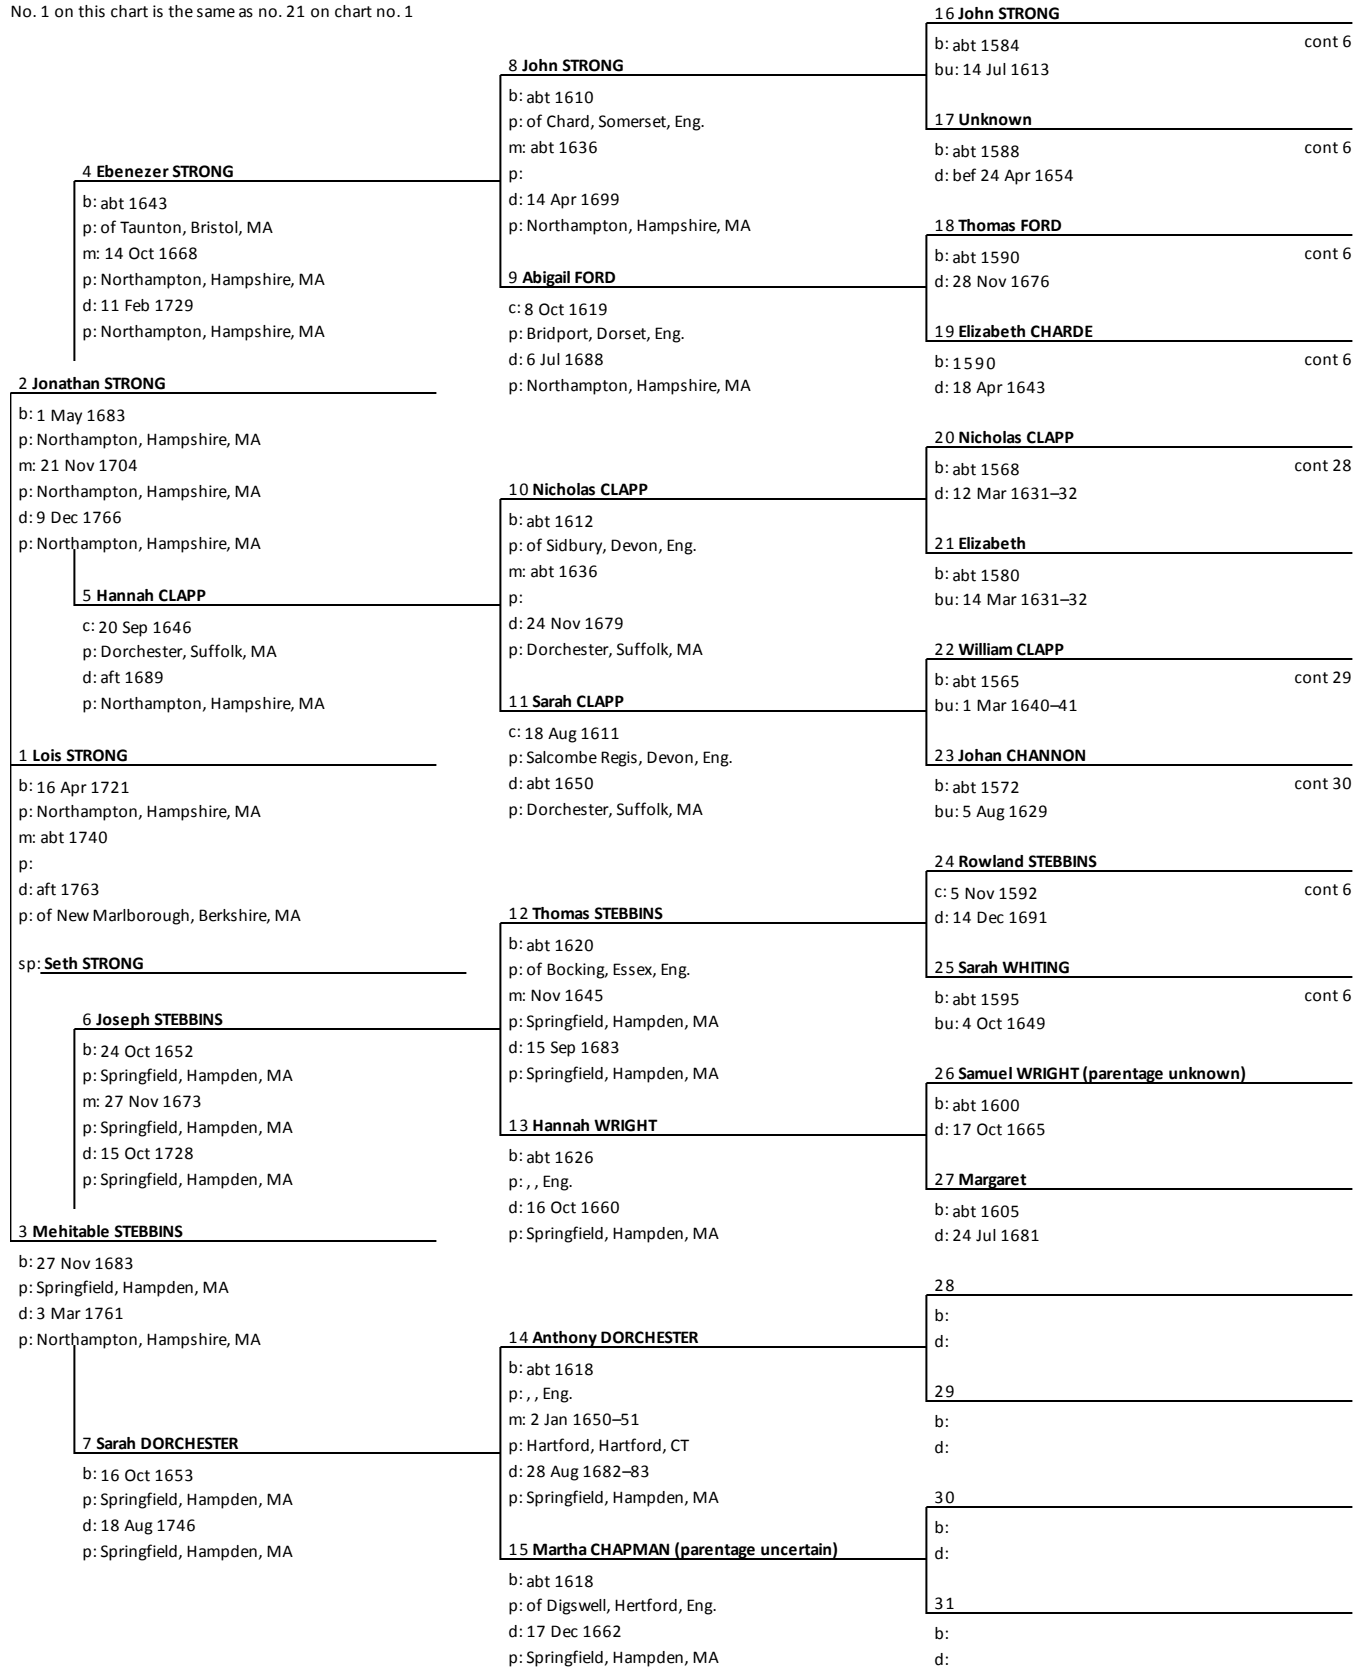 No. 1 on this chart is the same as no. 21 on chart no. 1
2 Jonathan STRONG
b: 1 May 1683
p: Northampton, Hampshire, MA
m: 21 Nov 1704
p: Northampton, Hampshire, MA
d: 9 Dec 1766
p: Northampton, Hampshire, MA
1 Lois STRONG
b: 16 Apr 1721
p: Northampton, Hampshire, MA
m: abt 1740
p:
d: aft 1763
p: of New Marlborough, Berkshire, MA
sp: Seth STRONG
3 Mehitable STEBBINS
b: 27 Nov 1683
p: Springfield, Hampden, MA
d: 3 Mar 1761
p: Northampton, Hampshire, MA
4 Ebenezer STRONG
b: abt 1643
p: of Taunton, Bristol, MA
m: 14 Oct 1668
p: Northampton, Hampshire, MA
d: 11 Feb 1729
p: Northampton, Hampshire, MA
5 Hannah CLAPP
c: 20 Sep 1646
p: Dorchester, Suffolk, MA
d: aft 1689
p: Northampton, Hampshire, MA
6 Joseph STEBBINS
b: 24 Oct 1652
p: Springfield, Hampden, MA
m: 27 Nov 1673
p: Springfield, Hampden, MA
d: 15 Oct 1728
p: Springfield, Hampden, MA
7 Sarah DORCHESTER
b: 16 Oct 1653
p: Springfield, Hampden, MA
d: 18 Aug 1746
p: Springfield, Hampden, MA
8 John STRONG
b: abt 1610
p: of Chard, Somerset, Eng.
m: abt 1636
p:
d: 14 Apr 1699
p: Northampton, Hampshire, MA
9 Abigail FORD
c: 8 Oct 1619
p: Bridport, Dorset, Eng.
d: 6 Jul 1688
p: Northampton, Hampshire, MA
10 Nicholas CLAPP
b: abt 1612
p: of Sidbury, Devon, Eng.
m: abt 1636
p:
d: 24 Nov 1679
p: Dorchester, Suffolk, MA
11 Sarah CLAPP
c: 18 Aug 1611
p: Salcombe Regis, Devon, Eng.
d: abt 1650
p: Dorchester, Suffolk, MA
12 Thomas STEBBINS
b: abt 1620
p: of Bocking, Essex, Eng.
m: Nov 1645
p: Springfield, Hampden, MA
d: 15 Sep 1683
p: Springfield, Hampden, MA
13 Hannah WRIGHT
b: abt 1626
p: , , Eng.
d: 16 Oct 1660
p: Springfield, Hampden, MA
14 Anthony DORCHESTER
b: abt 1618
p: , , Eng.
m: 2 Jan 1650–51
p: Hartford, Hartford, CT
d: 28 Aug 1682–83
p: Springfield, Hampden, MA
15 Martha CHAPMAN (parentage uncertain)
b: abt 1618
p: of Digswell, Hertford, Eng.
d: 17 Dec 1662
p: Springfield, Hampden, MA
16 John STRONG
b: abt 1584 cont 6
bu: 14 Jul 1613
17 Unknown
b: abt 1588 cont 6
d: bef 24 Apr 1654
18 Thomas FORD
b: abt 1590 cont 6
d: 28 Nov 1676
19 Elizabeth CHARDE
b: 1590 cont 6
d: 18 Apr 1643
20 Nicholas CLAPP
b: abt 1568 cont 28
d: 12 Mar 1631–32
21 Elizabeth
b: abt 1580
bu: 14 Mar 1631–32
22 William CLAPP
b: abt 1565 cont 29
bu: 1 Mar 1640–41
23 Johan CHANNON
b: abt 1572 cont 30
bu: 5 Aug 1629
24 Rowland STEBBINS
c: 5 Nov 1592 cont 6
d: 14 Dec 1691
25 Sarah WHITING
b: abt 1595 cont 6
bu: 4 Oct 1649
26 Samuel WRIGHT (parentage unknown)
b: abt 1600
d: 17 Oct 1665
27 Margaret
b: abt 1605
d: 24 Jul 1681
28
b:
d:
29
b:
d:
30
b:
d:
31
b:
d: